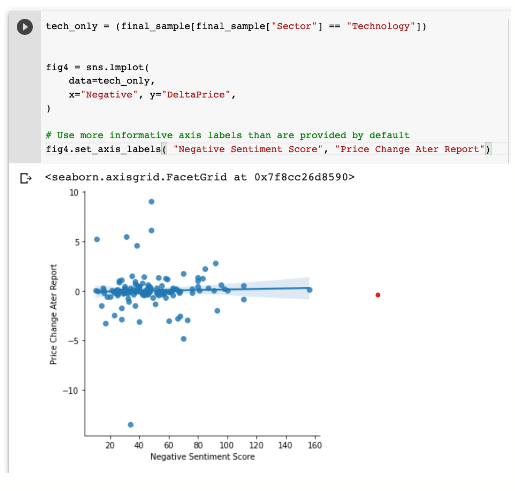 tech_only = (final_sample[final_sample["Sector"] == "Technology"])
fig4 = sns.lmplot(
data=tech_only,
x="Negative", y="DeltaPrice",
)
# Use more informative axis labels than are provided by default
fig4.set_axis_labels( "Negative Sentiment Score", "Price Change Ater Report")
<seaborn.axisgrid.FacetGrid at 0x7f8cc26d8590>
10
5
0
−5
−10
Price Change Ater Report
20 40 60 80 100 120 140 160
Negative Sentiment Score